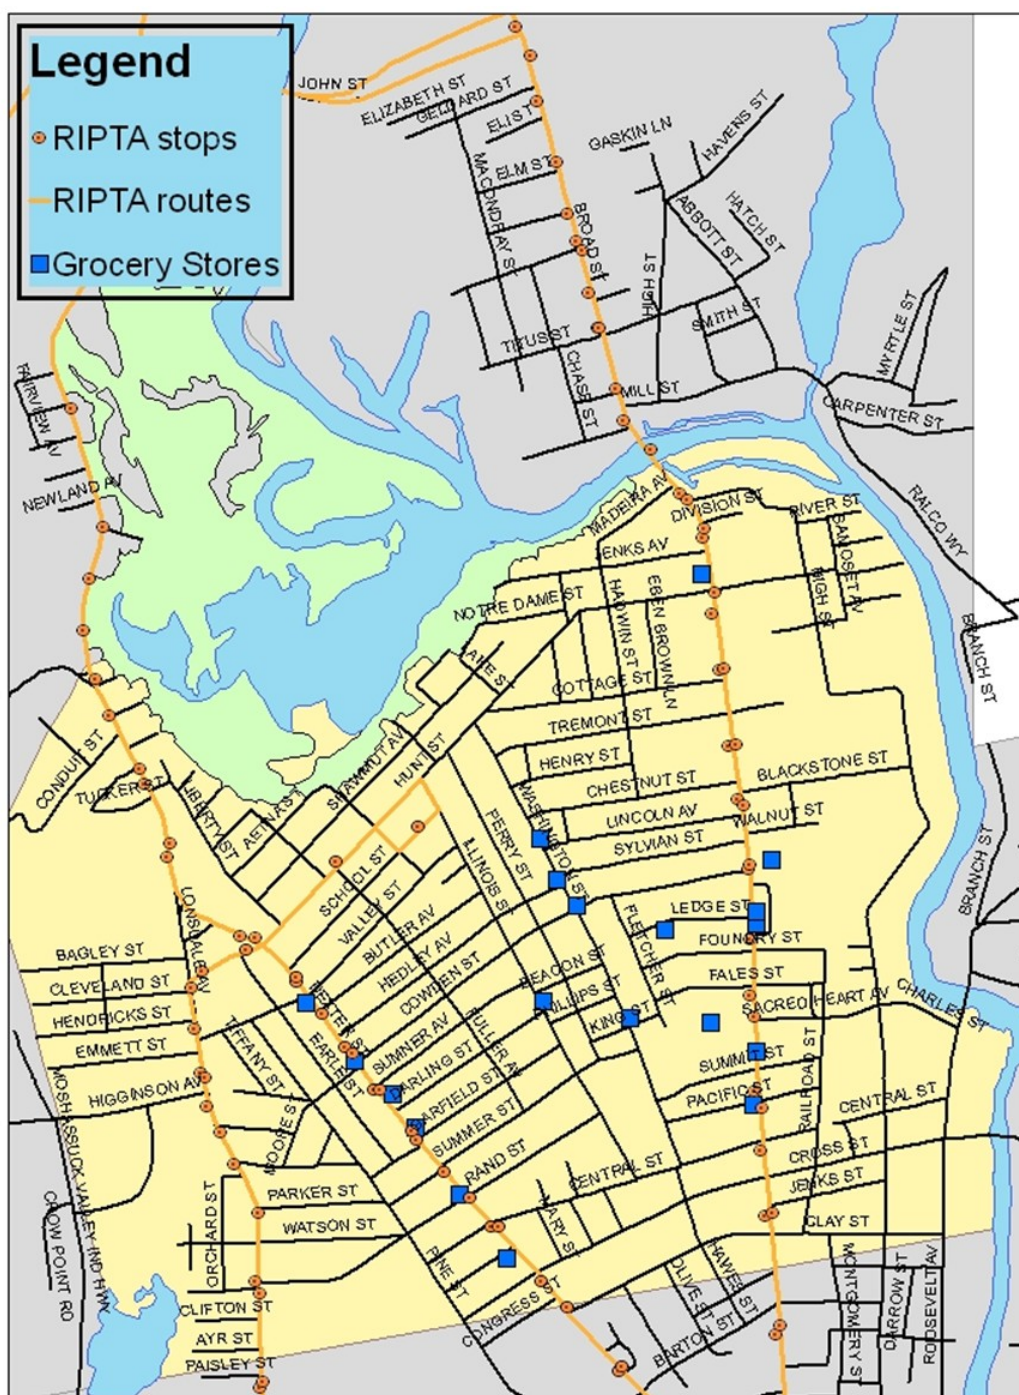 Legend
RIPTA stops
RIPTA routes
Grocery Stores
JOHN ST
ELIZABETH ST
GELDARD ST
ELI ST
ELM ST
MACONDRAY ST
BROAD ST
GASKIN LN
HAVENS ST
HATCH ST
ABBOTT ST
HIGH ST
SMITH ST
TITUS ST
CHASE ST
MILL ST
MYRTLE ST
CARPENTER ST
RALCO WY
BRANCH ST
FAIRVIEW AV
NEWLAND AV
MADEIRA AV
DIVISION ST
RIVER ST
SAMOSET AV
HIGH ST
JENKS AV
NOTRE DAME ST
HADWIN ST
EBEN BROWN LN
COTTAGE ST
TREMONT ST
HENRY ST
CHESTNUT ST
BLACKSTONE ST
LINCOLN AV
WALNUT ST
SYLVIAN ST
WASHINGTON ST
PERRY ST
ILLINOIS ST
HUNT ST
SHAWMUT AV
CONDUIT ST
TUCKER ST
LIBERTY ST
AETNA ST
SCHOOL ST
VALLEY ST
BUTLER AV
HEDLEY AV
COWDEN ST
SUMNER AV
DARLING ST
GARFIELD ST
SUMMER ST
RAND ST
FULLER AV
FLETCHER ST
LEDGE ST
FOUNDRY ST
FALES ST
SACRED HEART AV
CHARLES ST
BRANCH ST
BEACON ST
PHILLIPS ST
KING ST
SUMMIT ST
PACIFIC ST
RAILROAD ST
CENTRAL ST
CROSS ST
JENKS ST
CLAY ST
CENTRAL ST
MARY ST
LONSDALE AV
BAGLEY ST
CLEVELAND ST
HENDRICKS ST
EMMETT ST
HIGGINSON AV
TIFFANY ST
EARLE ST
DEXTER ST
MOORE ST
PARKER ST
WATSON ST
ORCHARD ST
CLIFTON ST
AYR ST
PAISLEY ST
PINE ST
CONGRESS ST
HAWES ST
OLIVE ST
BARTON ST
MONTGOMERY ST
DARROW ST
ROOSEVELT AV
MOSHASSUCK VALLEY IND HWY
CROW POINT RD